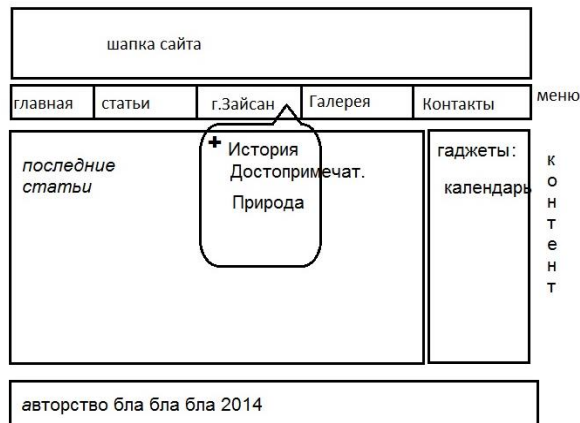 шапка сайта
главная статьи г.Зайсан Галерея Контакты меню
последние
статьи
История
Достопримечат.
Природа
гаджеты:
календарь
контент
авторство бла бла бла 2014